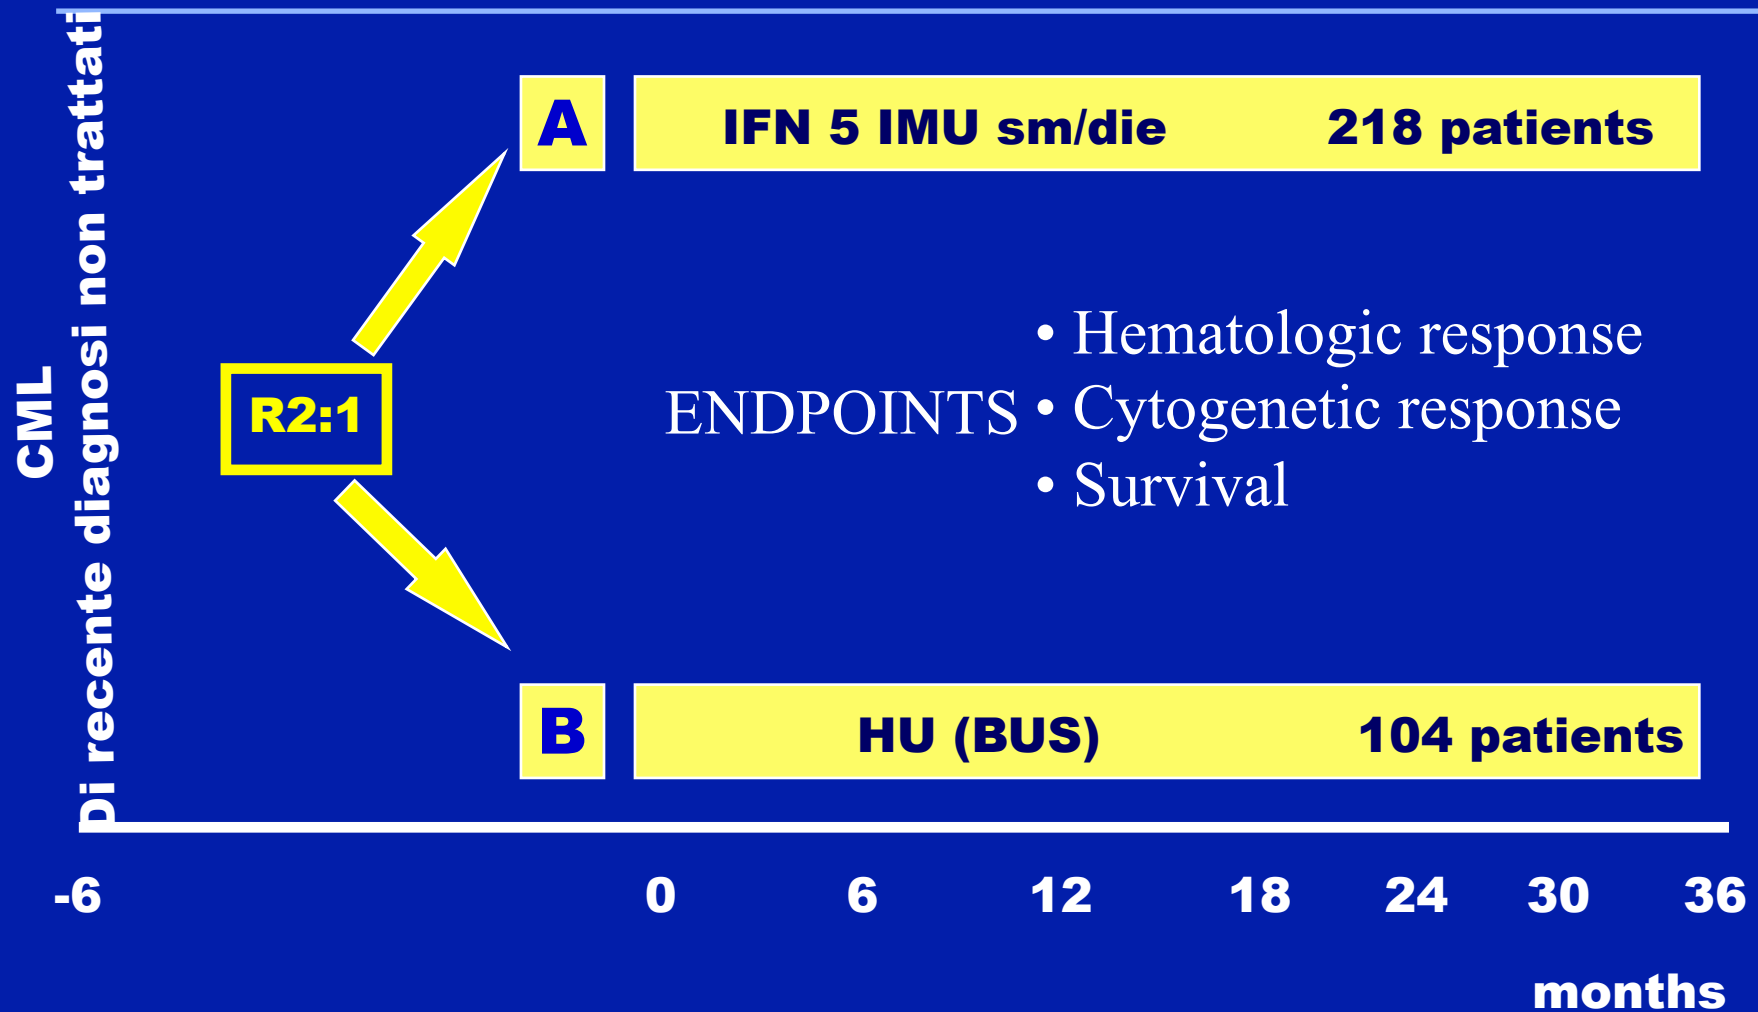 CML
Di recente diagnosi non trattati
A
IFN 5 IMU sm/die 218 patients
R2:1
ENDPOINTS
• Hematologic response
• Cytogenetic response
• Survival
B
HU (BUS) 104 patients
-6 0 6 12 18 24 30 36
months